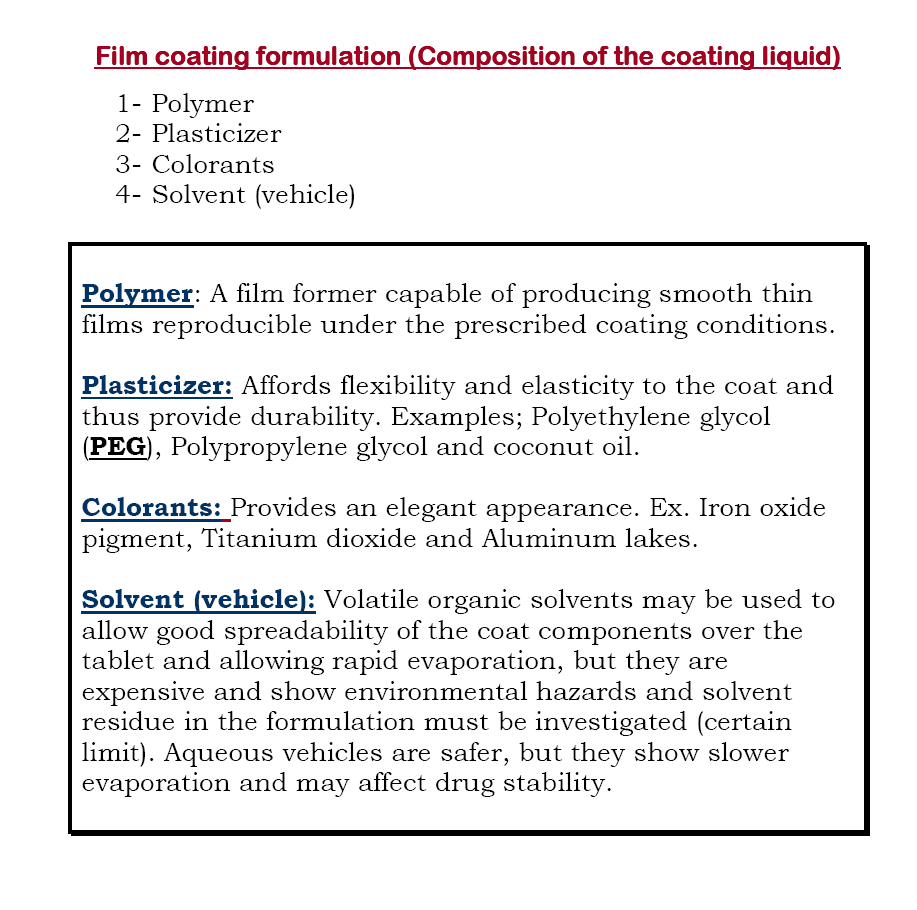 Film coating formulation (Composition of the coating liquid)
1- Polymer
2- Plasticizer
3- Colorants
4- Solvent (vehicle)
Polymer: A film former capable of producing smooth thin
films reproducible under the prescribed coating conditions.
Plasticizer: Affords flexibility and elasticity to the coat and
thus provide durability. Examples; Polyethylene glycol
(PEG), Polypropylene glycol and coconut oil.
Colorants: Provides an elegant appearance. Ex. Iron oxide
pigment, Titanium dioxide and Aluminum lakes.
Solvent (vehicle): Volatile organic solvents may be used to
allow good spreadability of the coat components over the
tablet and allowing rapid evaporation, but they are
expensive and show environmental hazards and solvent
residue in the formulation must be investigated (certain
limit). Aqueous vehicles are safer, but they show slower
evaporation and may affect drug stability.